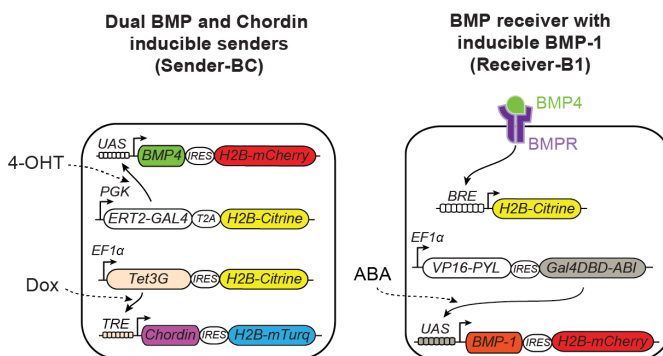 Dual BMP and Chordin
inducible senders
(Sender-BC)
BMP receiver with
inducible BMP-1
(Receiver-B1)
BMP4
BMPR
UAS
BMP4 IRES H2B-mCherry
4-OHT
PGK
ERT2-GAL4 T2A H2B-Citrine
EF1α
Tet3G IRES H2B-Citrine
Dox
TRE
Chordin IRES H2B-mTurq
BRE
H2B-Citrine
EF1α
VP16-PYL IRES Gal4DBD-ABI
ABA
UAS
BMP-1 IRES H2B-mCherry